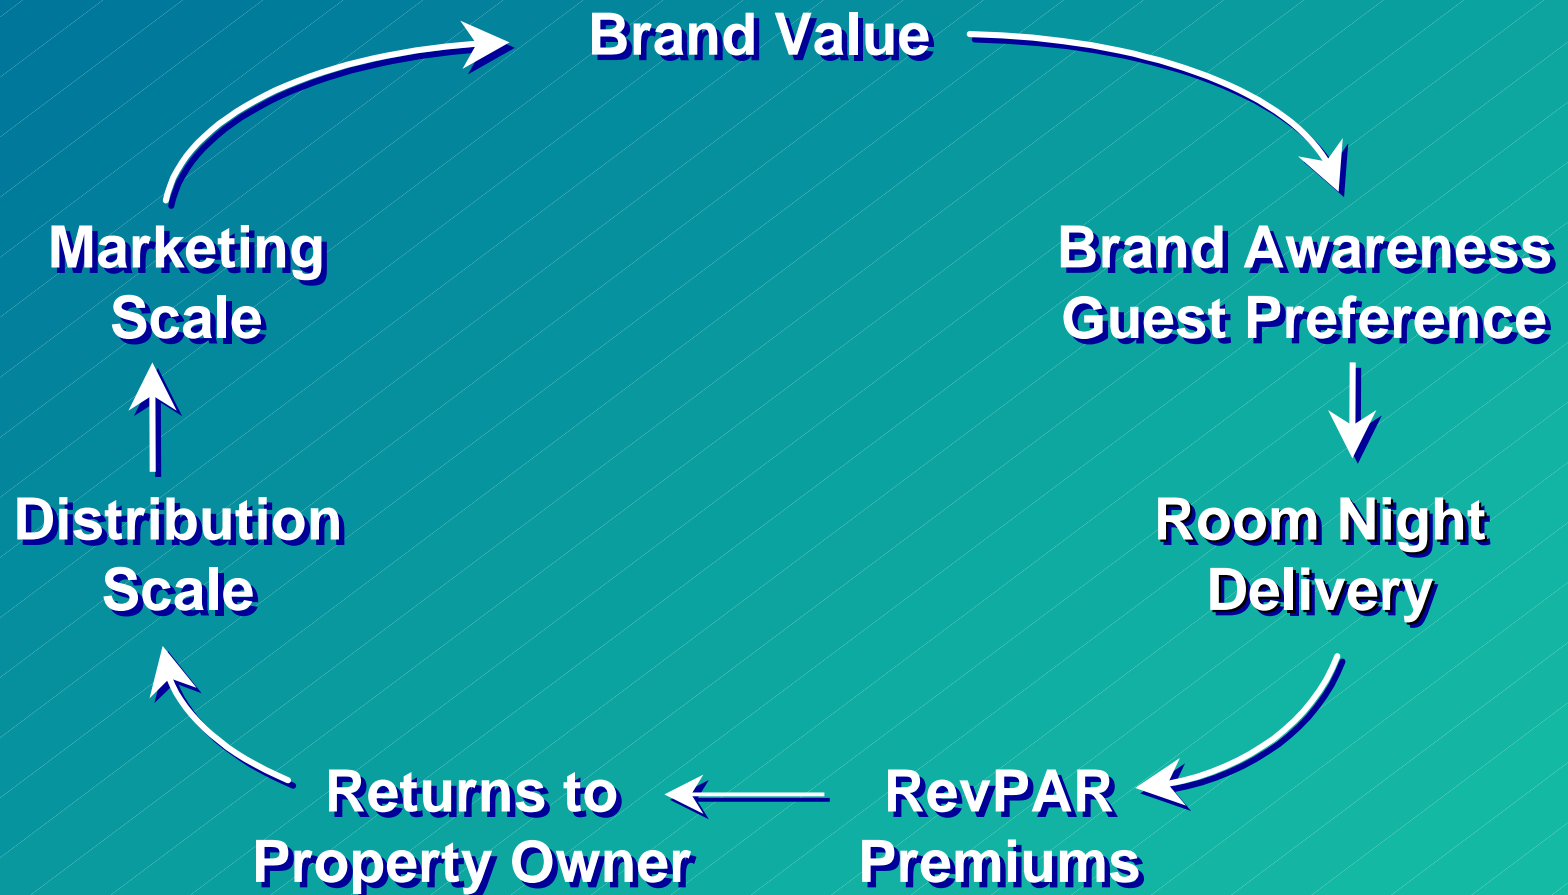 Brand Value
Brand Awareness
Guest Preference
Room Night
Delivery
RevPAR
Premiums
Returns to
Property Owner
Distribution
Scale
Marketing
Scale